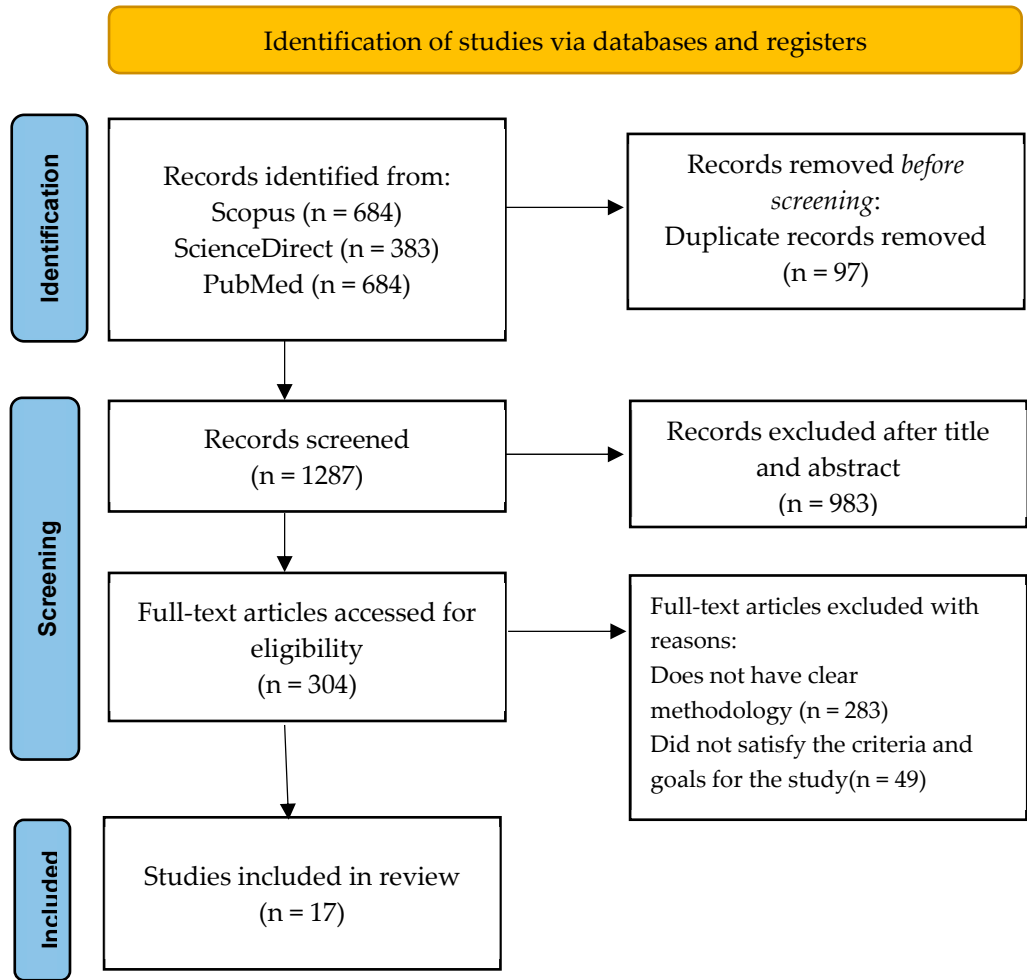 Identification of studies via databases and registers
Identification
Records identified from:
Scopus (n = 684)
ScienceDirect (n = 383)
PubMed (n = 684)
Records removed before
screening:
Duplicate records removed
(n = 97)
Screening
Records screened
(n = 1287)
Records excluded after title
and abstract
(n = 983)
Full-text articles accessed for
eligibility
(n = 304)
Full-text articles excluded with
reasons:
Does not have clear
methodology (n = 283)
Did not satisfy the criteria and
goals for the study(n = 49)
Included
Studies included in review
(n = 17)